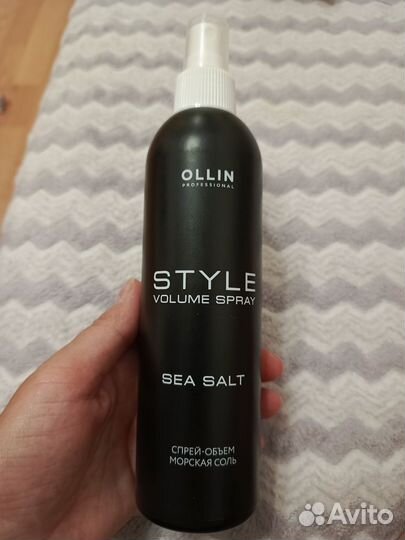 OLLIN
PROFESSIONAL
STYLE
VOLUME SPRAY
SEA SALT
СПРЕЙ-ОБЪЕМ
МОРСКАЯ СОЛЬ
Avito